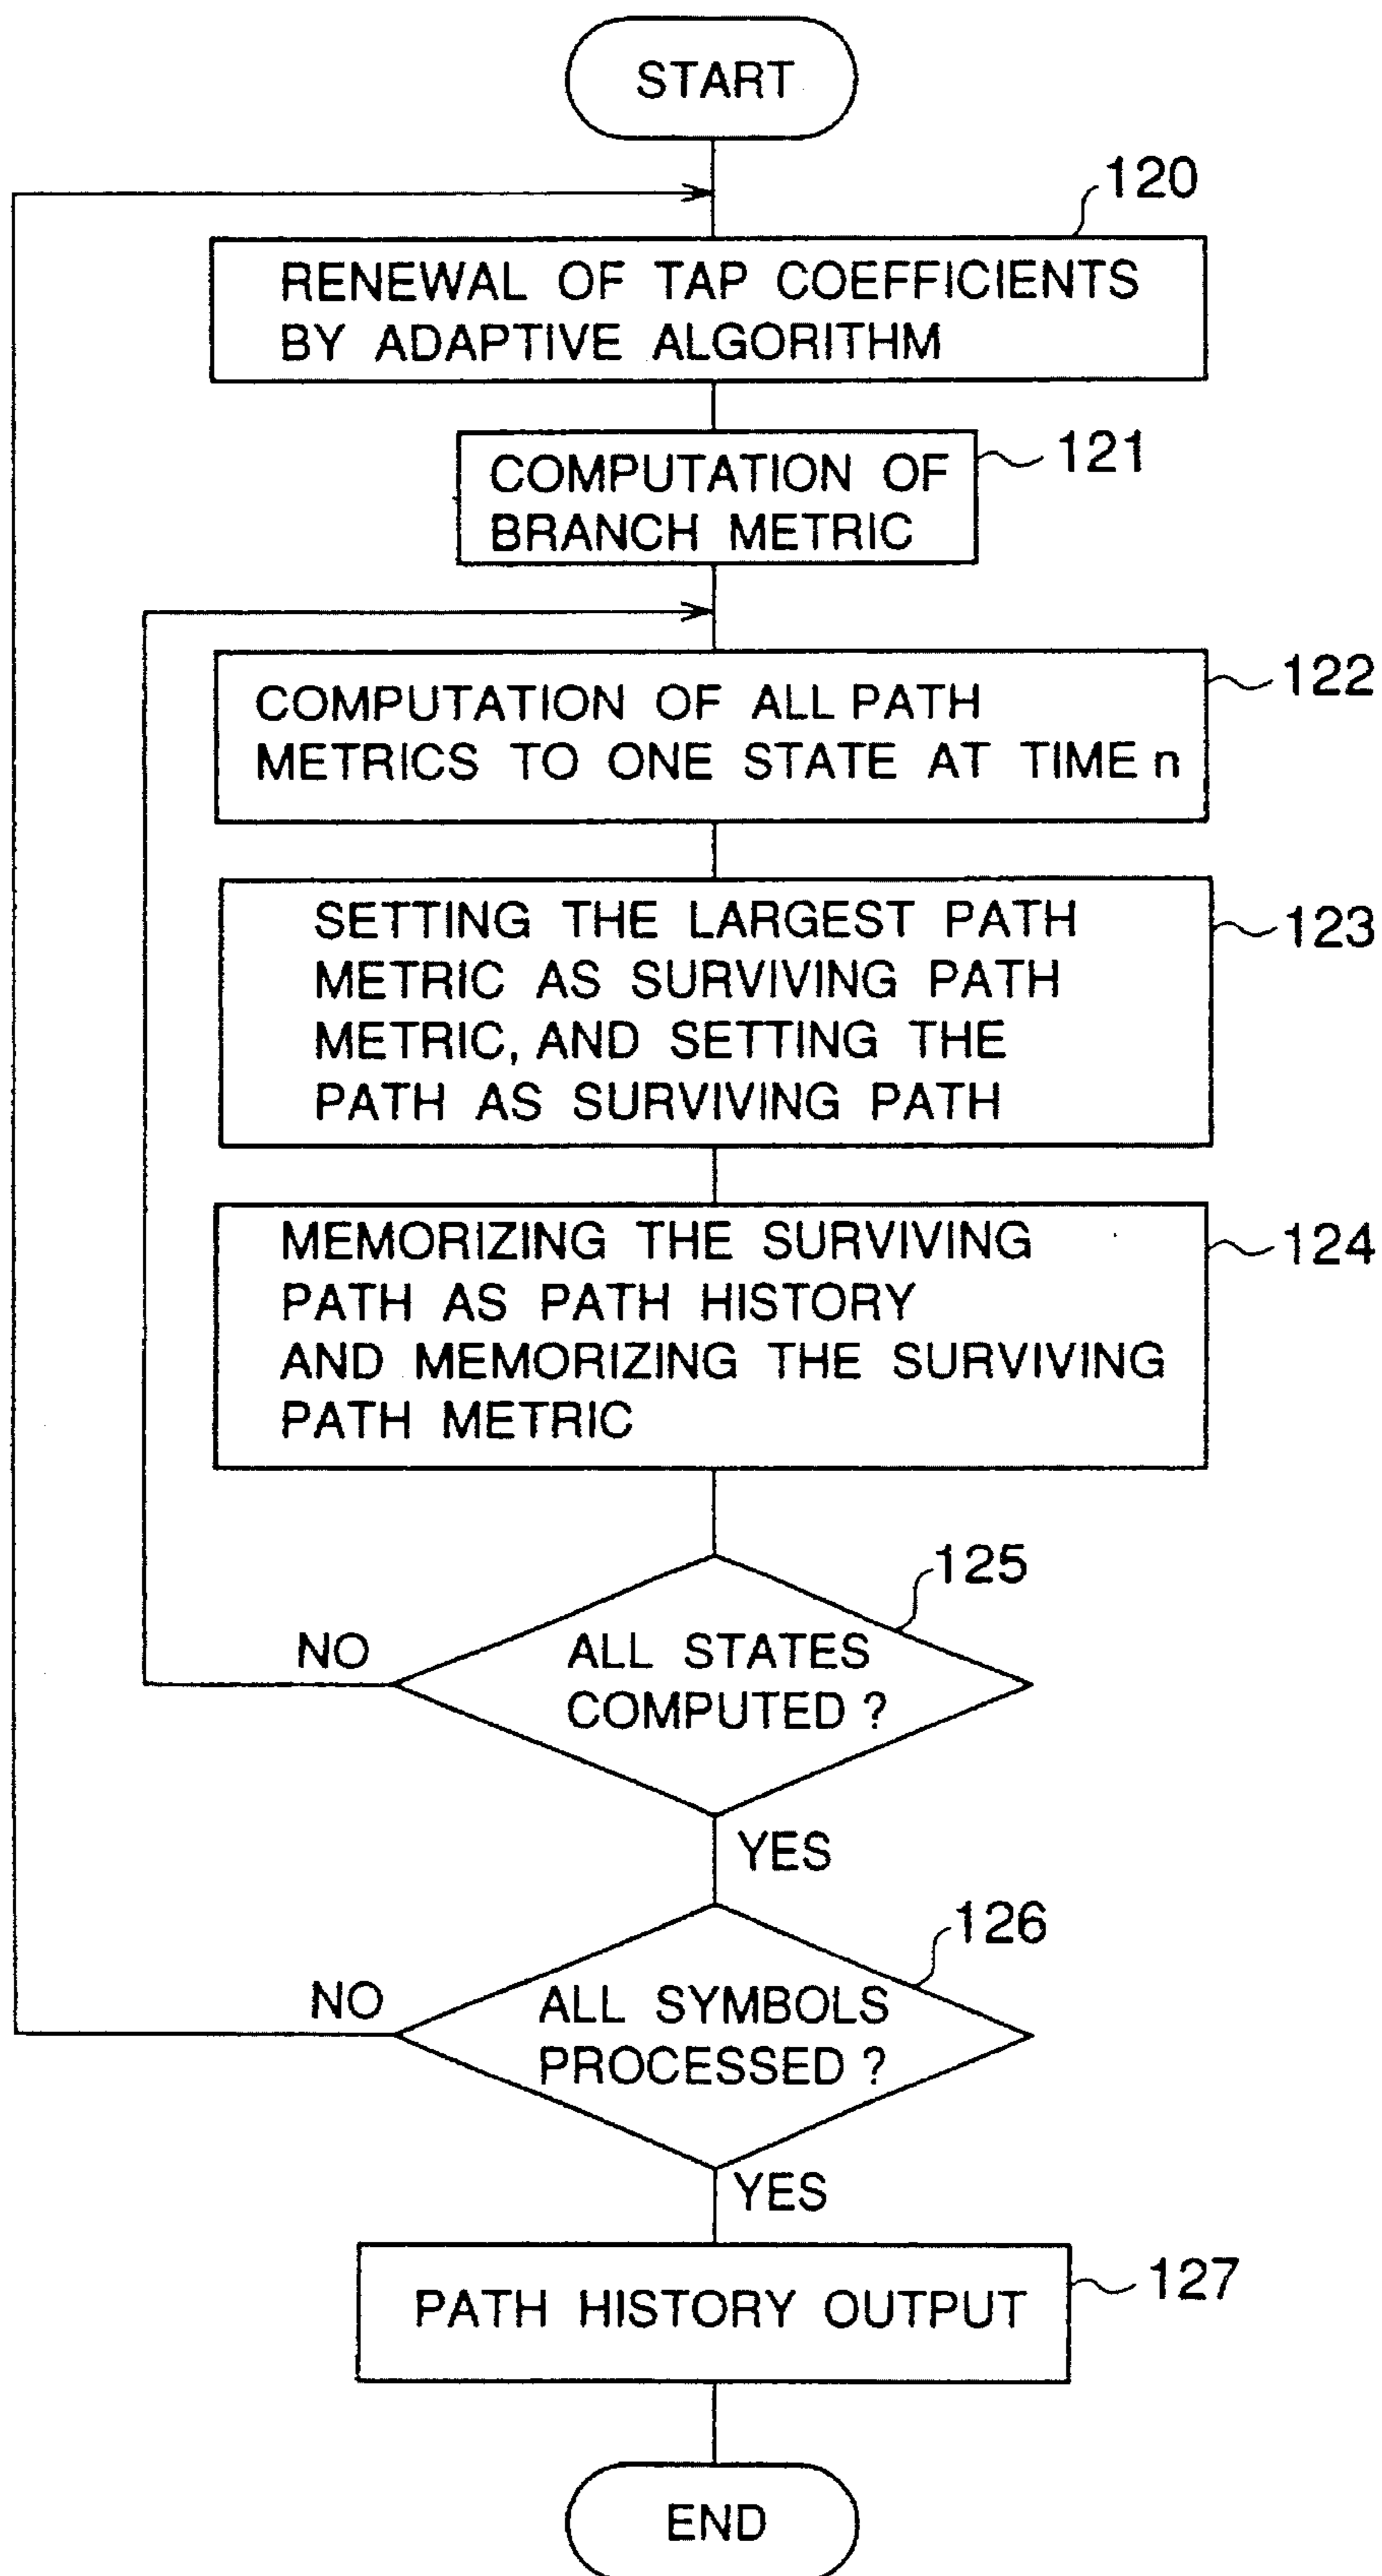 START
120
RENEWAL OF TAP COEFFICIENTS
BY ADAPTIVE ALGORITHM
121
COMPUTATION OF
BRANCH METRIC
122
COMPUTATION OF ALL PATH
METRICS TO ONE STATE AT TIME n
123
SETTING THE LARGEST PATH
METRIC AS SURVIVING PATH
METRIC, AND SETTING THE
PATH AS SURVIVING PATH
124
MEMORIZING THE SURVIVING
PATH AS PATH HISTORY
AND MEMORIZING THE SURVIVING
PATH METRIC
125
NO
ALL STATES
COMPUTED ?
YES
126
NO
ALL SYMBOLS
PROCESSED ?
YES
127
PATH HISTORY OUTPUT
END